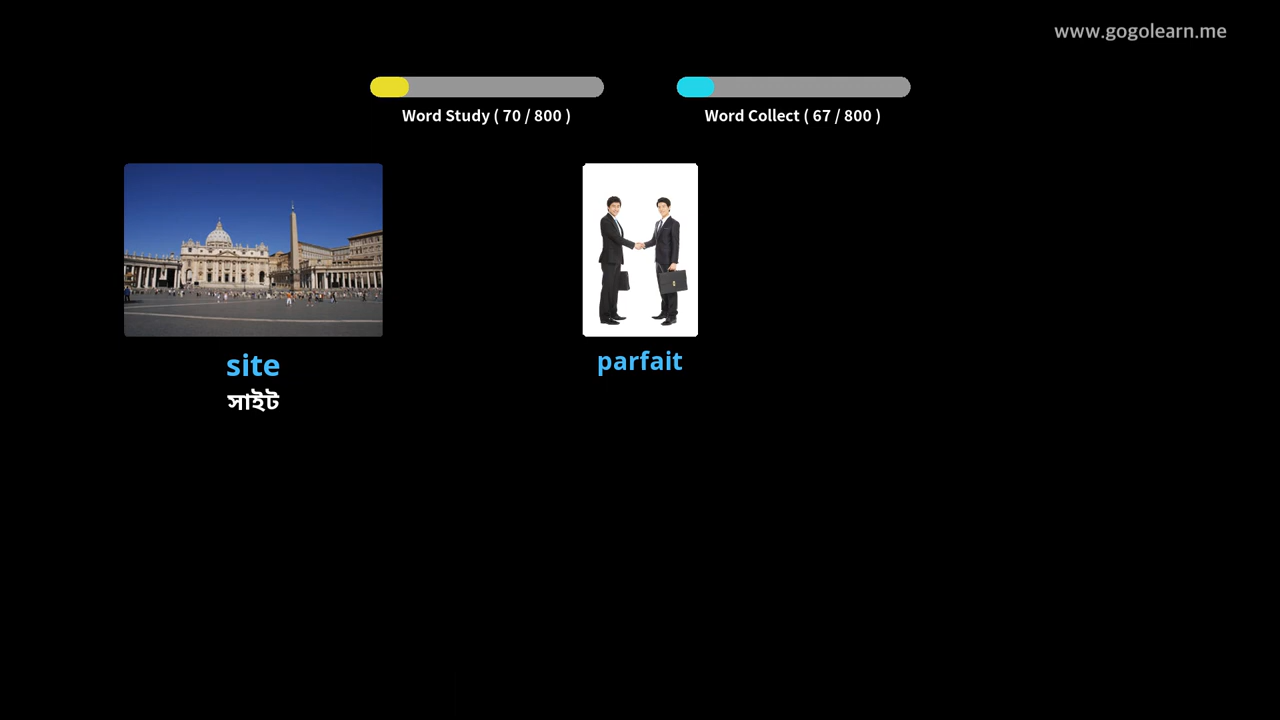 www.gogolearn.me
Word Study ( 70 / 800 )
Word Collect ( 67 / 800 )
site
সাইট
parfait